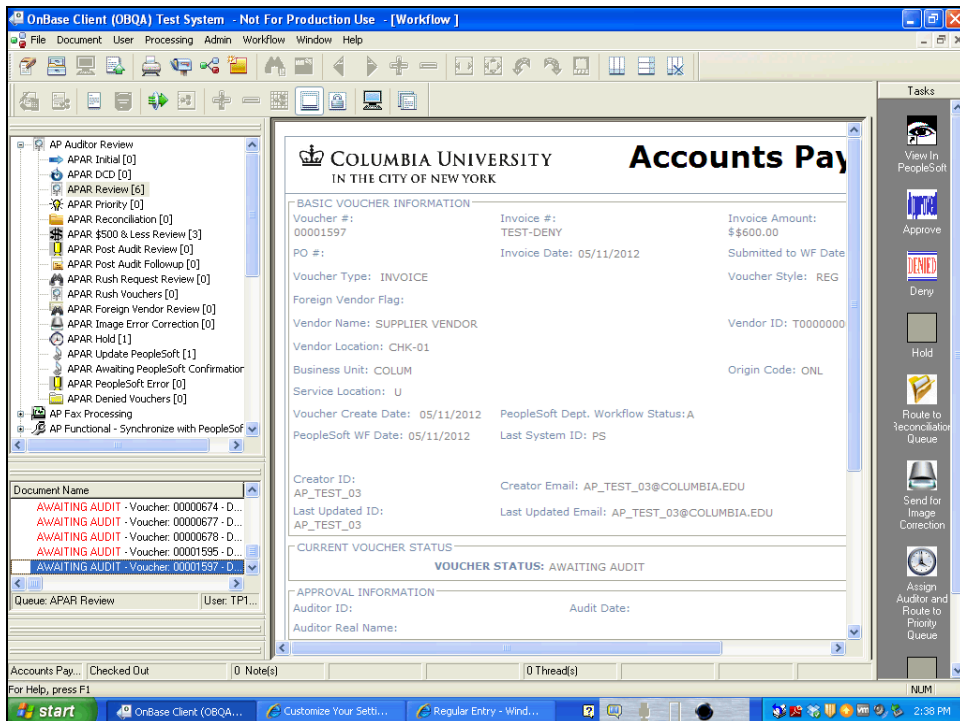 OnBase Client (OBQA) Test System - Not For Production Use - [Workflow ]
File Document User Processing Admin Workflow Window Help
AP Auditor Review
APAR Initial [0]
APAR DCD [0]
APAR Review [6]
APAR Priority [0]
APAR Reconciliation [0]
APAR $500 & Less Review [3]
APAR Post Audit Review [0]
APAR Post Audit Followup [0]
APAR Rush Request Review [0]
APAR Rush Vouchers [0]
APAR Foreign Vendor Review [0]
APAR Image Error Correction [0]
APAR Hold [1]
APAR Update PeopleSoft [1]
APAR Awaiting PeopleSoft Confirmation
APAR PeopleSoft Error [0]
APAR Denied Vouchers [0]
AP Fax Processing
AP Functional - Synchronize with PeopleSof
Document Name
AWAITING AUDIT - Voucher: 00000674 - D...
AWAITING AUDIT - Voucher: 00000677 - D...
AWAITING AUDIT - Voucher: 00000678 - D...
AWAITING AUDIT - Voucher: 00001595 - D...
AWAITING AUDIT - Voucher: 00001597 - D...
Queue: APAR Review User: TP1...
COLUMBIA UNIVERSITY
IN THE CITY OF NEW YORK
Accounts Pay
BASIC VOUCHER INFORMATION
Voucher #: Invoice #: Invoice Amount:
00001597 TEST-DENY $$600.00
PO #: Invoice Date: 05/11/2012 Submitted to WF Date
Voucher Type: INVOICE Voucher Style: REG
Foreign Vendor Flag:
Vendor Name: SUPPLIER VENDOR Vendor ID: T0000000
Vendor Location: CHK-01
Business Unit: COLUM Origin Code: ONL
Service Location: U
Voucher Create Date: 05/11/2012 PeopleSoft Dept. Workflow Status: A
PeopleSoft WF Date: 05/11/2012 Last System ID: PS
Creator ID:
AP_TEST_03 Creator Email: AP_TEST_03@COLUMBIA.EDU
Last Updated ID: Last Updated Email: AP_TEST_03@COLUMBIA.EDU
AP_TEST_03
CURRENT VOUCHER STATUS
VOUCHER STATUS: AWAITING AUDIT
APPROVAL INFORMATION
Auditor ID: Audit Date:
Auditor Real Name:
Tasks
View In
PeopleSoft
Approve
DENIED
Deny
Hold
Route to
Reconciliation
Queue
Send for
Image
Correction
Assign
Auditor and
Route to
Priority
Queue
Accounts Pay... Checked Out 0 Note(s) 0 Thread(s)
For Help, press F1 NUM
start OnBase Client (OBQA... Customize Your Setti... Regular Entry - Wind... 2:38 PM